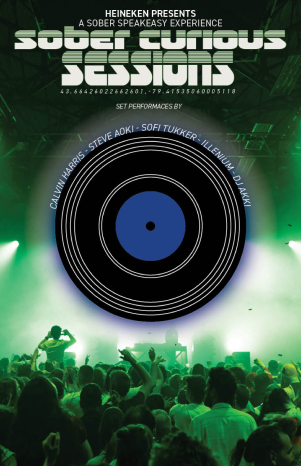 HEINEKEN PRESENTS
A SOBER SPEAKEASY EXPERIENCE
sober curious
SESSIONS
43.66426022662601,-79.41535060005118
SET PERFORMACES BY
CALVIN HARRIS - STEVE AOKI - SOFI TUKKER - ILLENIUM - DJ AKKI